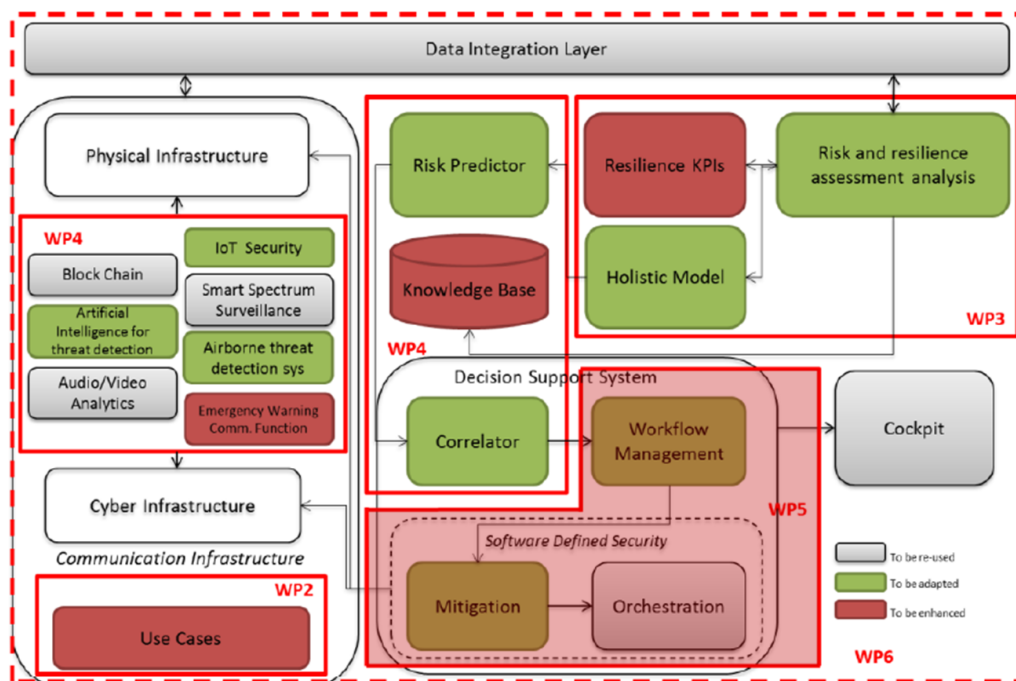 Data Integration Layer
Physical Infrastructure
WP4
Block Chain
Artificial
Intelligence for
threat detection
Audio/Video
Analytics
IoT Security
Smart Spectrum
Surveillance
Airborne threat
detection sys
Emergency Warning
Comm. Function
Cyber Infrastructure
Communication Infrastructure
WP2
Use Cases
Risk Predictor
Knowledge Base
WP4
Resilience KPIs
Risk and resilience
assessment analysis
Holistic Model
WP3
Decision Support System
Correlator
Workflow
Management
WP5
Software Defined Security
Mitigation
Orchestration
Cockpit
To be re-used
To be adapted
To be enhanced
WP6